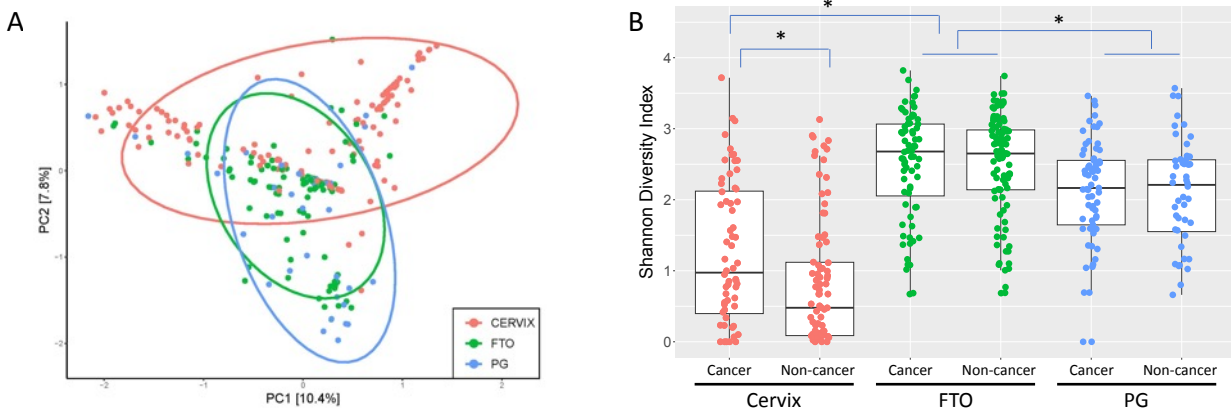 A
PC2 [7.8%]
1
0
−1
−2
−2
−1
0
1
2
PC1 [10.4%]
CERVIX
FTO
PG
B
Shannon Diversity Index
4
3
2
1
0
*
*
*
Cancer Non-cancer Cancer Non-cancer Cancer Non-cancer
Cervix FTO PG